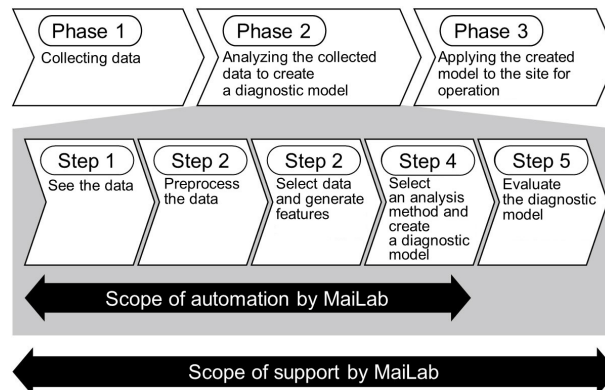 Phase 1
Collecting data
Phase 2
Analyzing the collected
data to create
a diagnostic model
Phase 3
Applying the created
model to the site for
operation
Step 1
See the data
Step 2
Preprocess
the data
Step 2
Select data
and generate
features
Step 4
Select
an analysis
method and
create
a diagnostic
model
Step 5
Evaluate
the diagnostic
model
Scope of automation by MaiLab
Scope of support by MaiLab